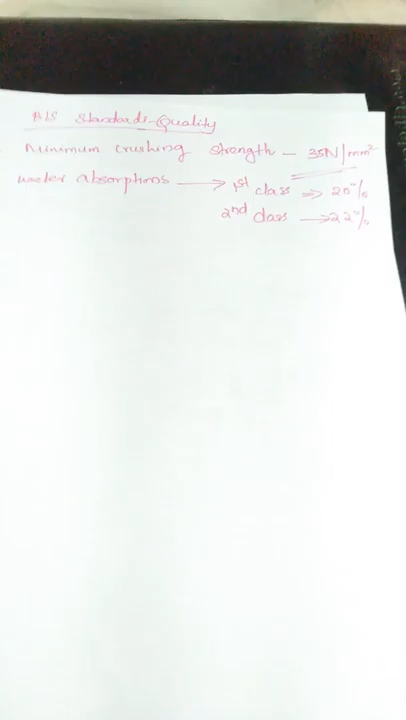 BIS Standards-Quality
Minimum crushing strength - 35N/mm²
water absorptions → 1st class ⇒ 20%
2nd class → 22%